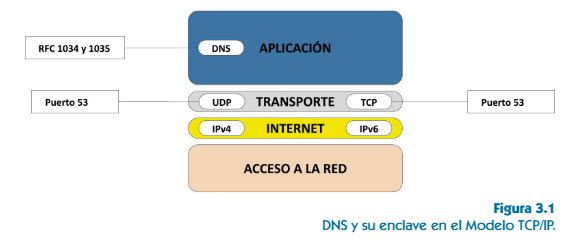 RFC 1034 y 1035
DNS
APLICACIÓN
Puerto 53
UDP
TRANSPORTE
TCP
Puerto 53
IPv4
INTERNET
IPv6
ACCESO A LA RED
Figura 3.1
DNS y su enclave en el Modelo TCP/IP.